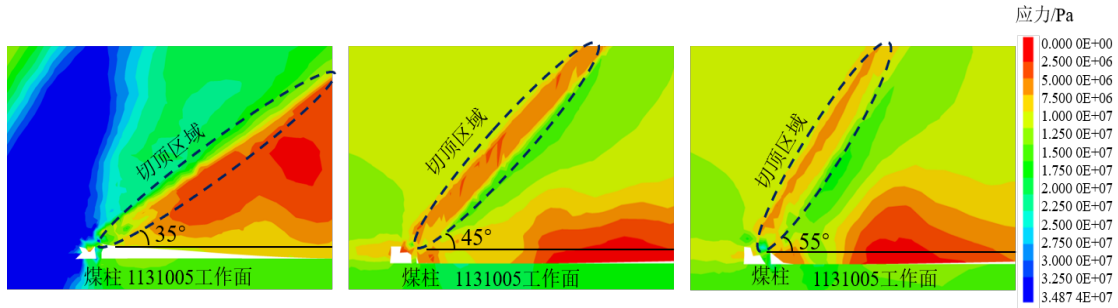 应力/Pa
0.000 0E+00
2.500 0E+06
5.000 0E+06
7.500 0E+06
1.000 0E+07
1.250 0E+07
1.500 0E+07
1.750 0E+07
2.000 0E+07
2.250 0E+07
2.500 0E+07
2.750 0E+07
3.000 0E+07
3.250 0E+07
3.487 4E+07
切顶区域
35°
煤柱 1131005工作面
切顶区域
45°
煤柱 1131005工作面
切顶区域
55°
煤柱 1131005工作面